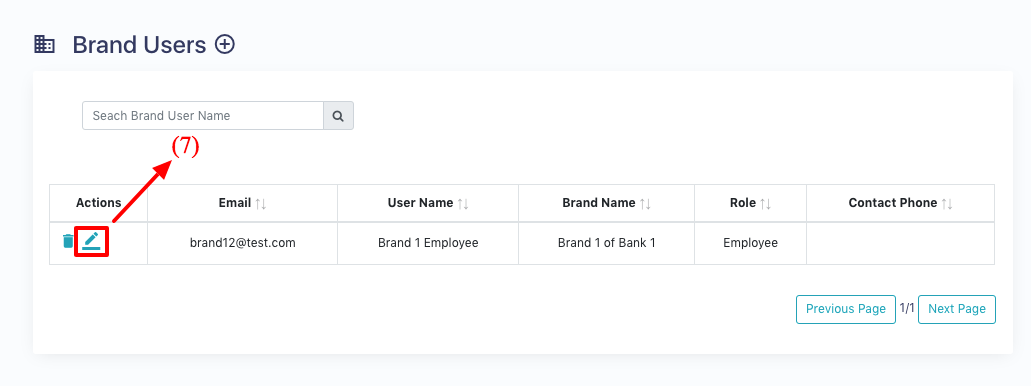 Brand Users
Seach Brand User Name
(7)
Actions Email User Name Brand Name Role Contact Phone
brand12@test.com Brand 1 Employee Brand 1 of Bank 1 Employee
Previous Page 1/1 Next Page